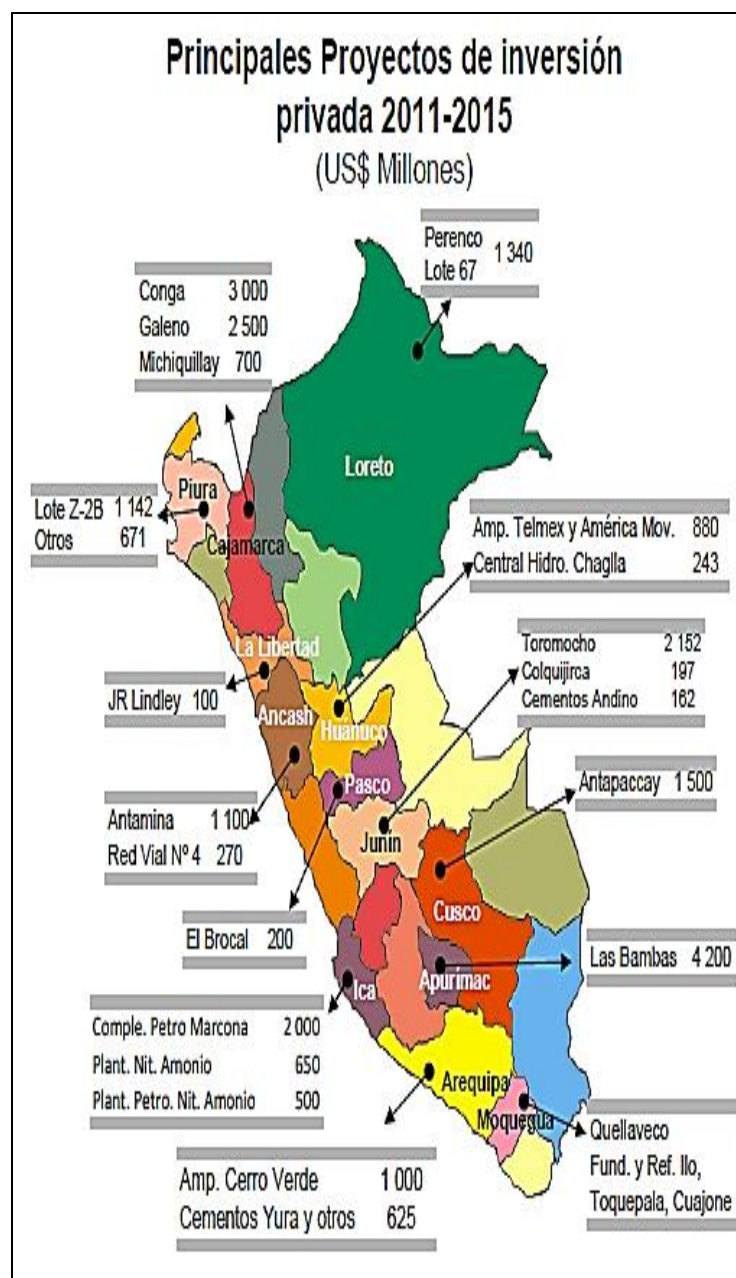 Principales Proyectos de inversión
privada 2011-2015
(US$ Millones)
Perenco
Lote 67 1 340
Conga 3 000
Galeno 2 500
Michiquillay 700
Loreto
Piura
Lote Z-2B 1 142
Otros 671
Cajamarca
Amp. Telmex y América Mov. 880
Central Hidro. Chaglla 243
La Libertad
Toromocho 2 152
Colquijirca 197
Cementos Andino 162
JR Lindley 100
Ancash
Huánuco
Pasco
Antapaccay 1 500
Antamina 1 100
Red Vial Nº 4 270
Junín
Cusco
El Brocal 200
Las Bambas 4 200
Apurímac
Ica
Comple. Petro Marcona 2 000
Plant. Nit. Amonio 650
Plant. Petro. Nit. Amonio 500
Arequipa
Moquegua
Quellaveco
Fund. y Ref. Ilo,
Toquepala, Cuajone
Amp. Cerro Verde 1 000
Cementos Yura y otros 625